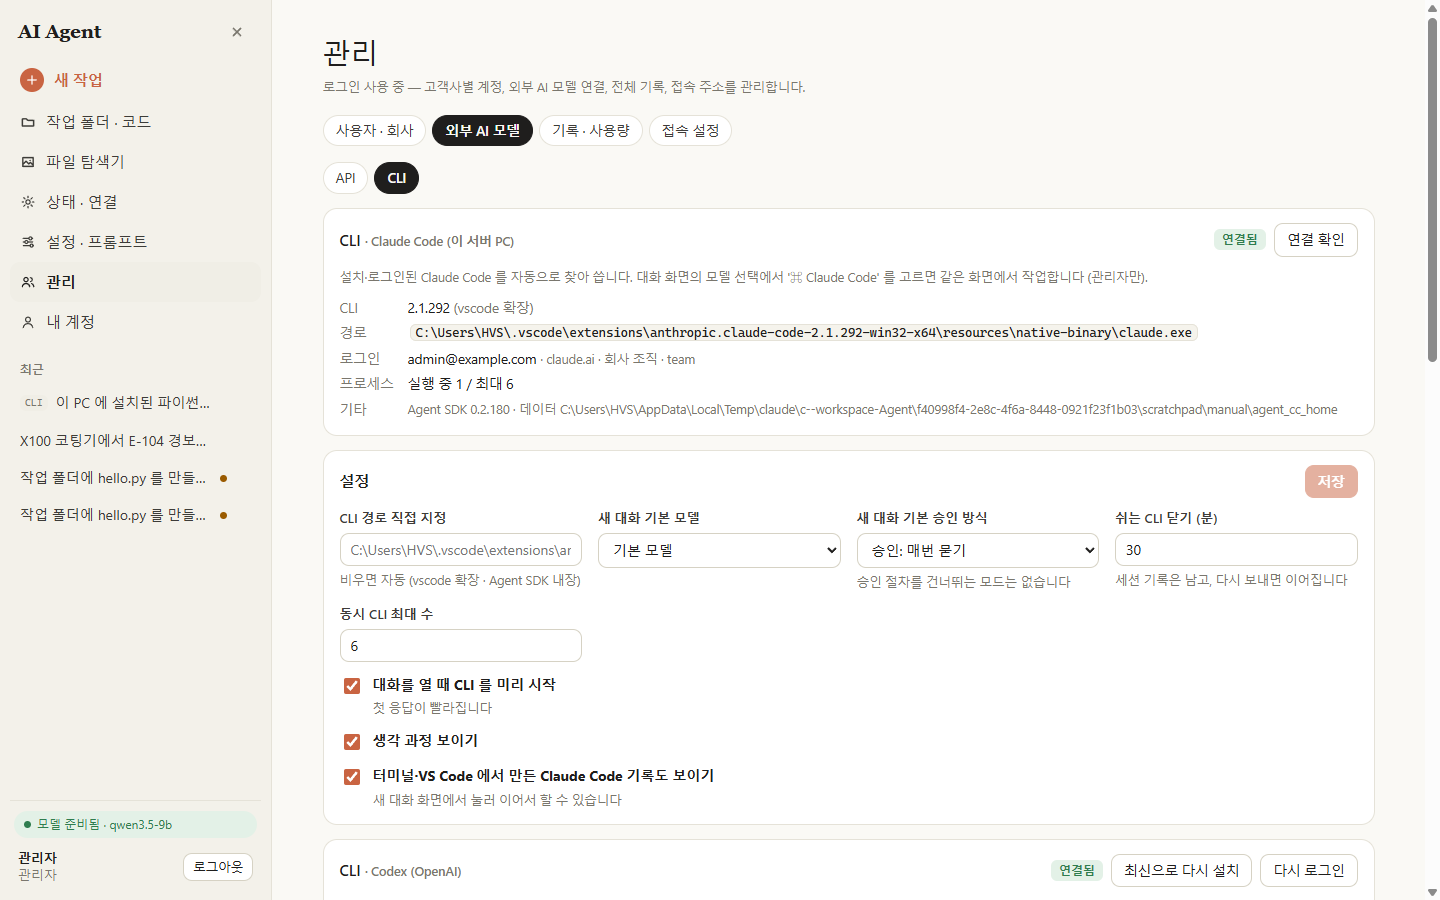 AI Agent
새 작업
작업 폴더 · 코드
파일 탐색기
상태 · 연결
설정 · 프롬프트
관리
내 계정
최근
CLI 이 PC 에 설치된 파이썬...
X100 코팅기에서 E-104 경보...
작업 폴더에 hello.py 를 만들...
작업 폴더에 hello.py 를 만들...
모델 준비됨 · qwen3.5-9b
관리자
관리자
로그아웃
관리
로그인 사용 중 — 고객사별 계정, 외부 AI 모델 연결, 전체 기록, 접속 주소를 관리합니다.
사용자 · 회사 외부 AI 모델 기록 · 사용량 접속 설정
API CLI
CLI · Claude Code (이 서버 PC) 연결됨 연결 확인
설치·로그인된 Claude Code 를 자동으로 찾아 씁니다. 대화 화면의 모델 선택에서 '⌘ Claude Code' 를 고르면 같은 화면에서 작업합니다 (관리자만).
CLI 2.1.292 (vscode 확장)
경로 C:\Users\HVS\.vscode\extensions\anthropic.claude-code-2.1.292-win32-x64\resources\native-binary\claude.exe
로그인 admin@example.com · claude.ai · 회사 조직 · team
프로세스 실행 중 1 / 최대 6
기타 Agent SDK 0.2.180 · 데이터 C:\Users\HVS\AppData\Local\Temp\claude\c--workspace-Agent\f40998f4-2e8c-4f6a-8448-0921f23f1b03\scratchpad\manual\agent_cc_home
설정 저장
CLI 경로 직접 지정 새 대화 기본 모델 새 대화 기본 승인 방식 쉬는 CLI 닫기 (분)
C:\Users\HVS\.vscode\extensions\ar 기본 모델 승인: 매번 묻기 30
비우면 자동 (vscode 확장 · Agent SDK 내장) 승인 절차를 건너뛰는 모드는 없습니다 세션 기록은 남고, 다시 보내면 이어집니다
동시 CLI 최대 수
6
대화를 열 때 CLI 를 미리 시작
첫 응답이 빨라집니다
생각 과정 보이기
터미널·VS Code 에서 만든 Claude Code 기록도 보이기
새 대화 화면에서 눌러 이어서 할 수 있습니다
CLI · Codex (OpenAI) 연결됨 최신으로 다시 설치 다시 로그인